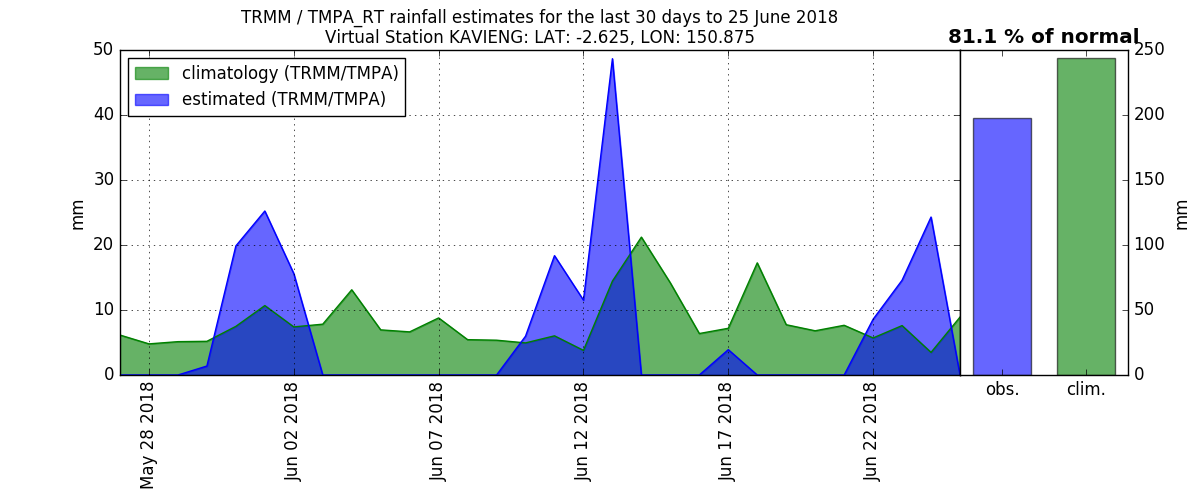 TRMM / TMPA_RT rainfall estimates for the last 30 days to 25 June 2018
Virtual Station KAVIENG: LAT: -2.625, LON: 150.875
81.1 % of normal
climatology (TRMM/TMPA)
estimated (TRMM/TMPA)
50
40
30
20
10
0
mm
May 28 2018
Jun 02 2018
Jun 07 2018
Jun 12 2018
Jun 17 2018
Jun 22 2018
obs.
clim.
250
200
150
100
50
0
mm